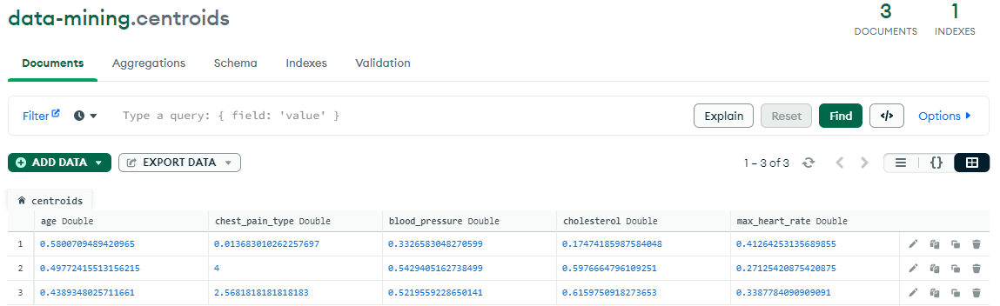 data-mining.centroids
3 1
DOCUMENTS INDEXES
Documents Aggregations Schema Indexes Validation
Filter Type a query: { field: 'value' } Explain Reset Find </> Options
ADD DATA EXPORT DATA 1 – 3 of 3 {}
centroids
age Double chest_pain_type Double blood_pressure Double cholesterol Double max_heart_rate Double
1 0.5800709489420965 0.013683010262257697 0.3326583048270599 0.17474185987584048 0.41264253135689855
2 0.49772415513156215 4 0.5429405162738499 0.5976664796109251 0.27125420875420875
3 0.4389348025711661 2.5681818181818183 0.5219559228650141 0.6159750918273653 0.3387784090909091